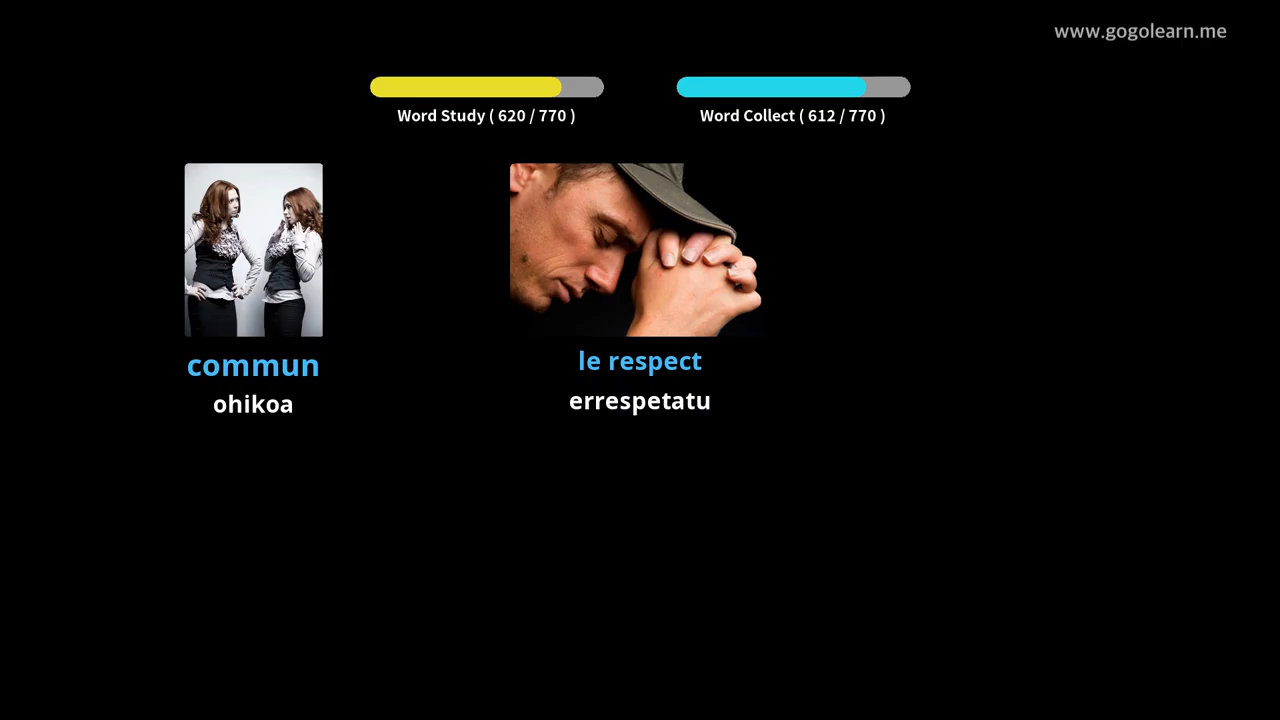 www.gogolearn.me
Word Study ( 620 / 770 )
Word Collect ( 612 / 770 )
commun
ohikoa
le respect
errespetatu